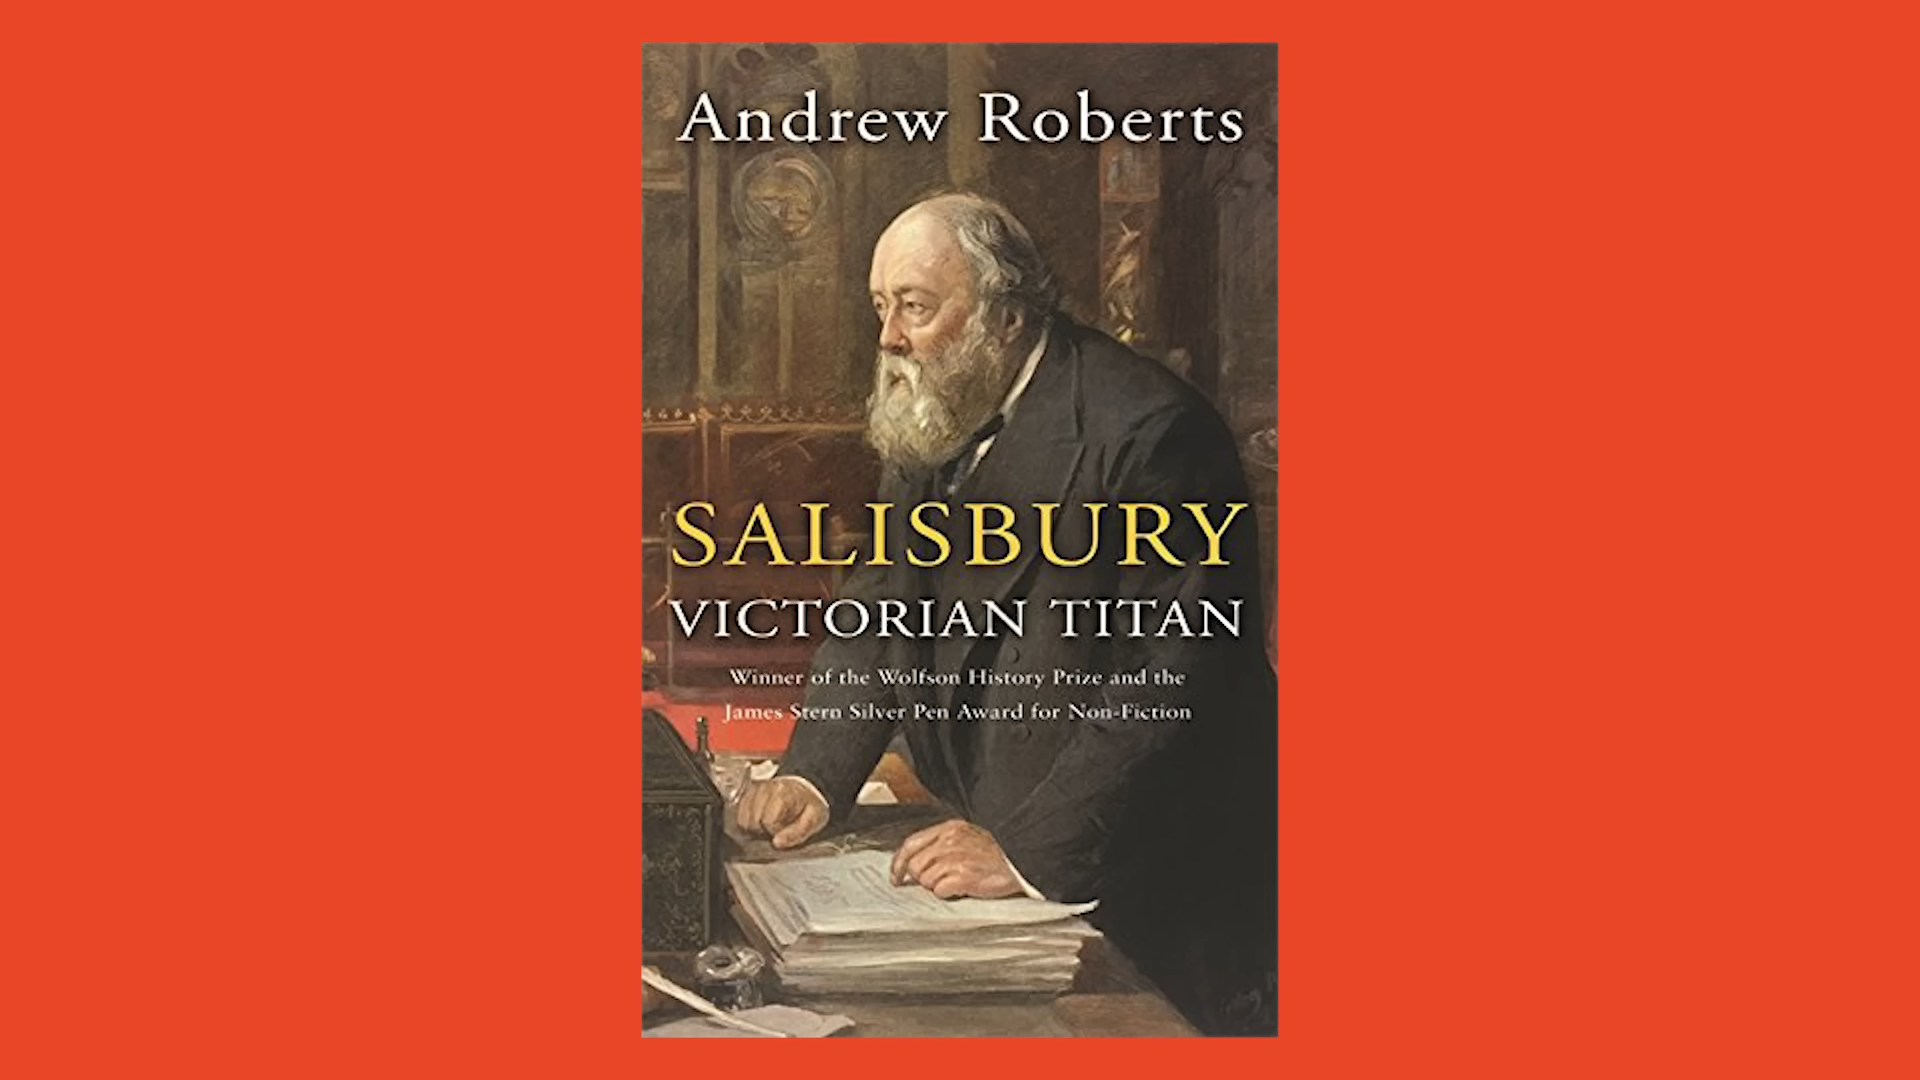 Andrew Roberts
SALISBURY
VICTORIAN TITAN
Winner of the Wolfson History Prize and the
James Stern Silver Pen Award for Non-Fiction